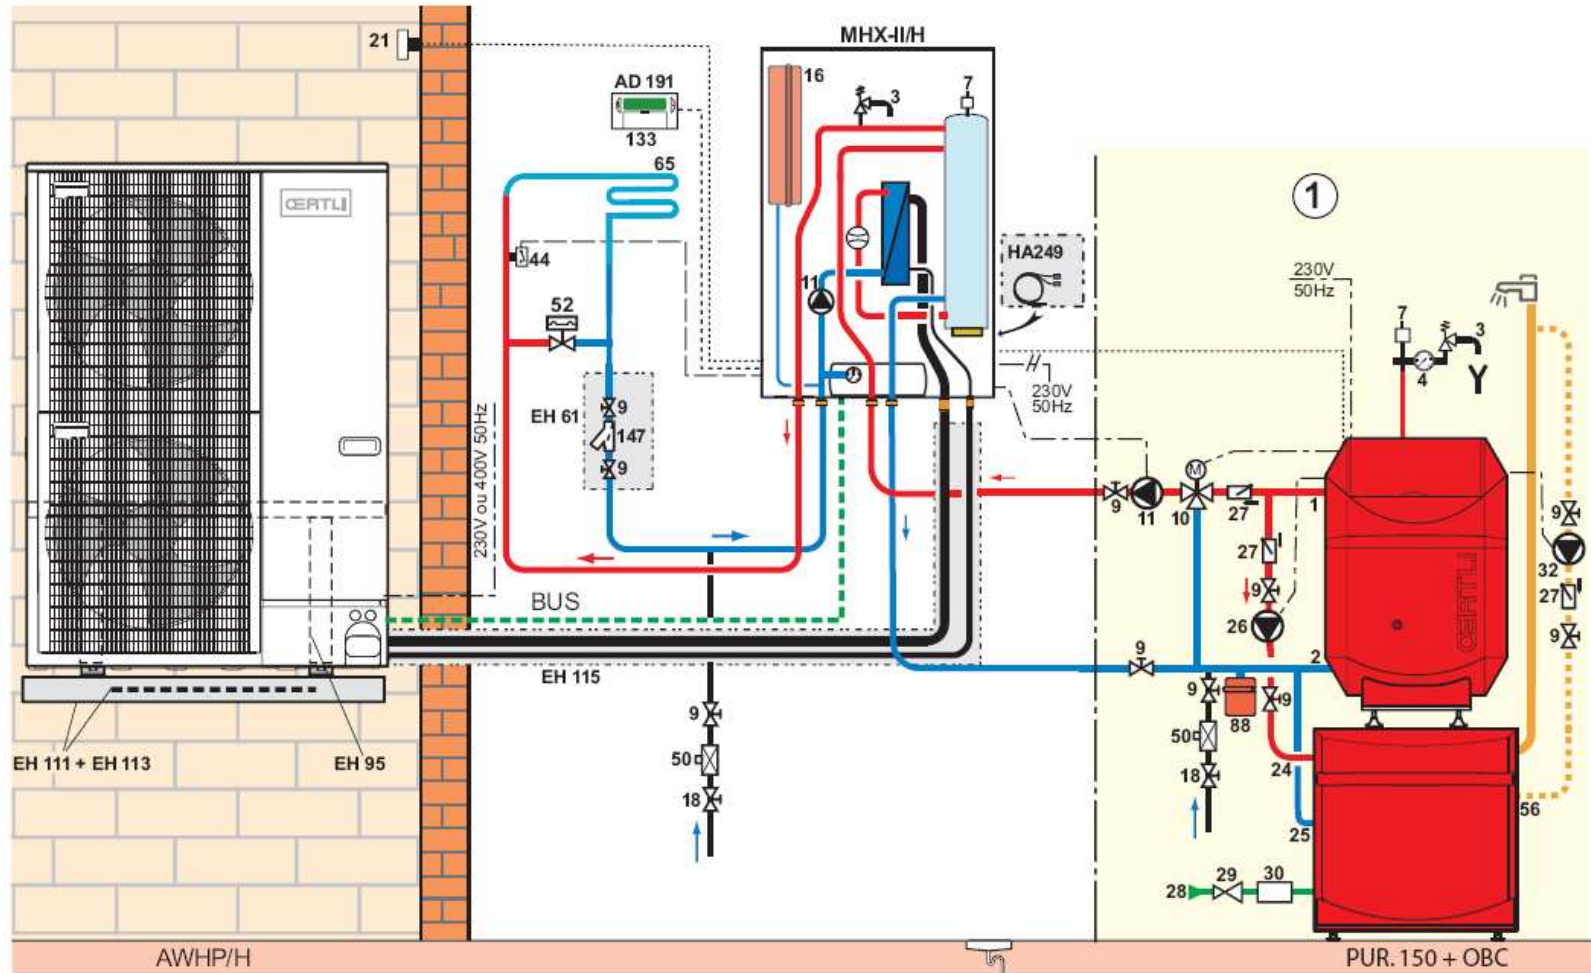 MHX-II/H
21
AD 191
133
16
3
7
65
ŒRTLI
44
11
HA249
1
230V
50Hz
52
7
3
4
EH 61
9
147
9
230V
50Hz
230V ou 400V 50Hz
M
9
11
10
27
1
9
27
32
27
9
26
ŒRTLI
9
BUS
EH 115
9
2
9
9
88
9
50
50
24
18
18
56
25
EH 111 + EH 113
EH 95
28
29
30
AWHP/H
PUR. 150 + OBC